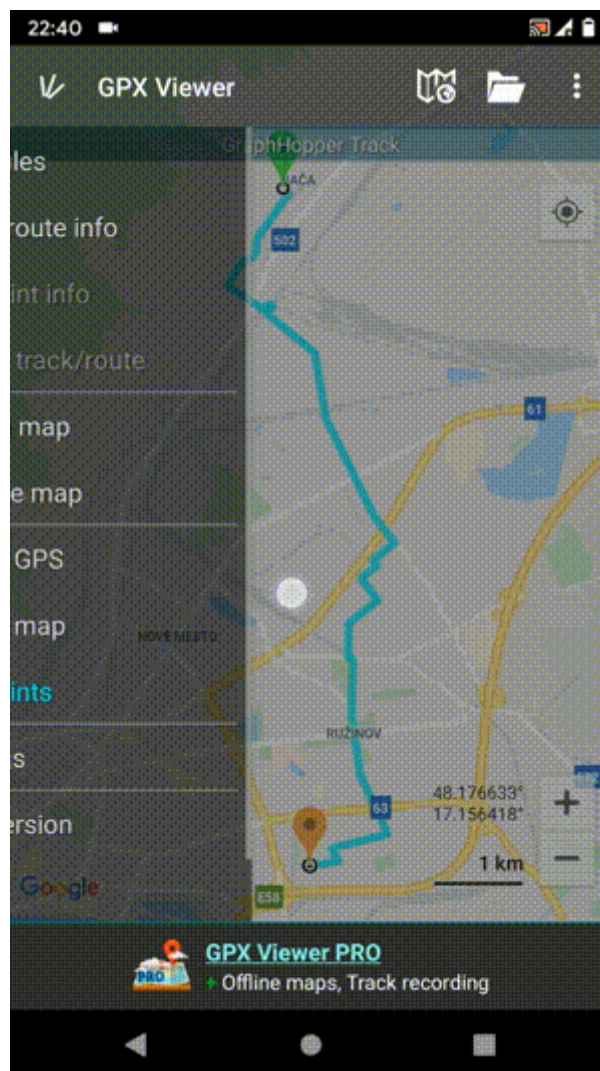 22:40
GPX Viewer
GraphHopper Track
les
AČA
route info
502
int info
track/route
61
map
e map
GPS
map
NOVÉ MESTO
ints
RUŽINOV
s
48.176633°
17.156418°
63
ersion
1 km
Google
E58
GPX Viewer PRO
PRO
+ Offline maps, Track recording